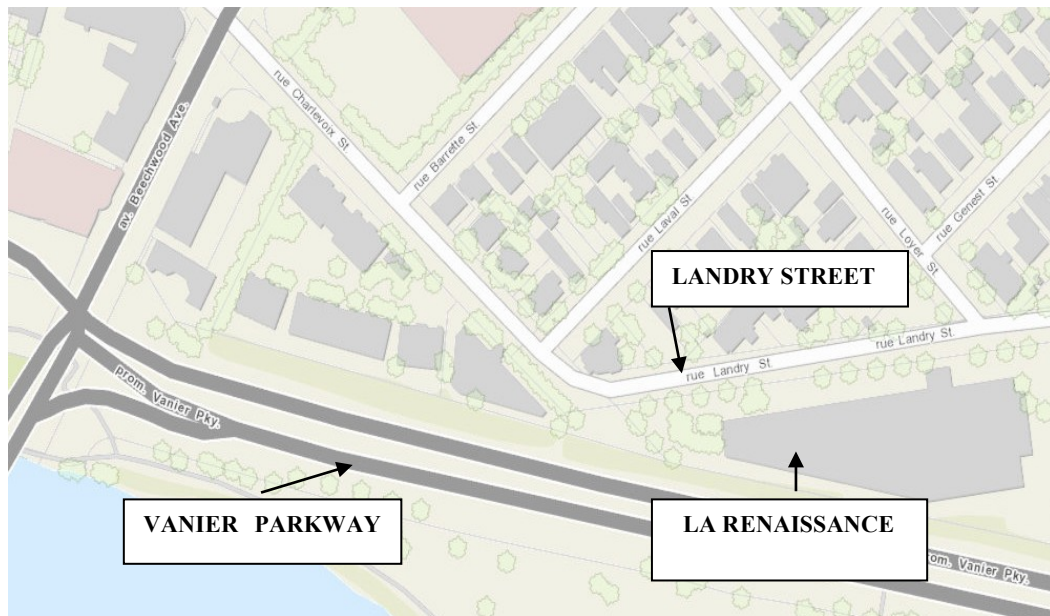 rue Charlevoix St.
av. Beechwood Ave.
rue Barrette St.
rue Laval St
rue Loyer St.
rue Genest St.
LANDRY STREET
rue Landry St.
rue Landry St.
prom. Vanier Pky.
VANIER PARKWAY
LA RENAISSANCE
rom. Vanier Pky.